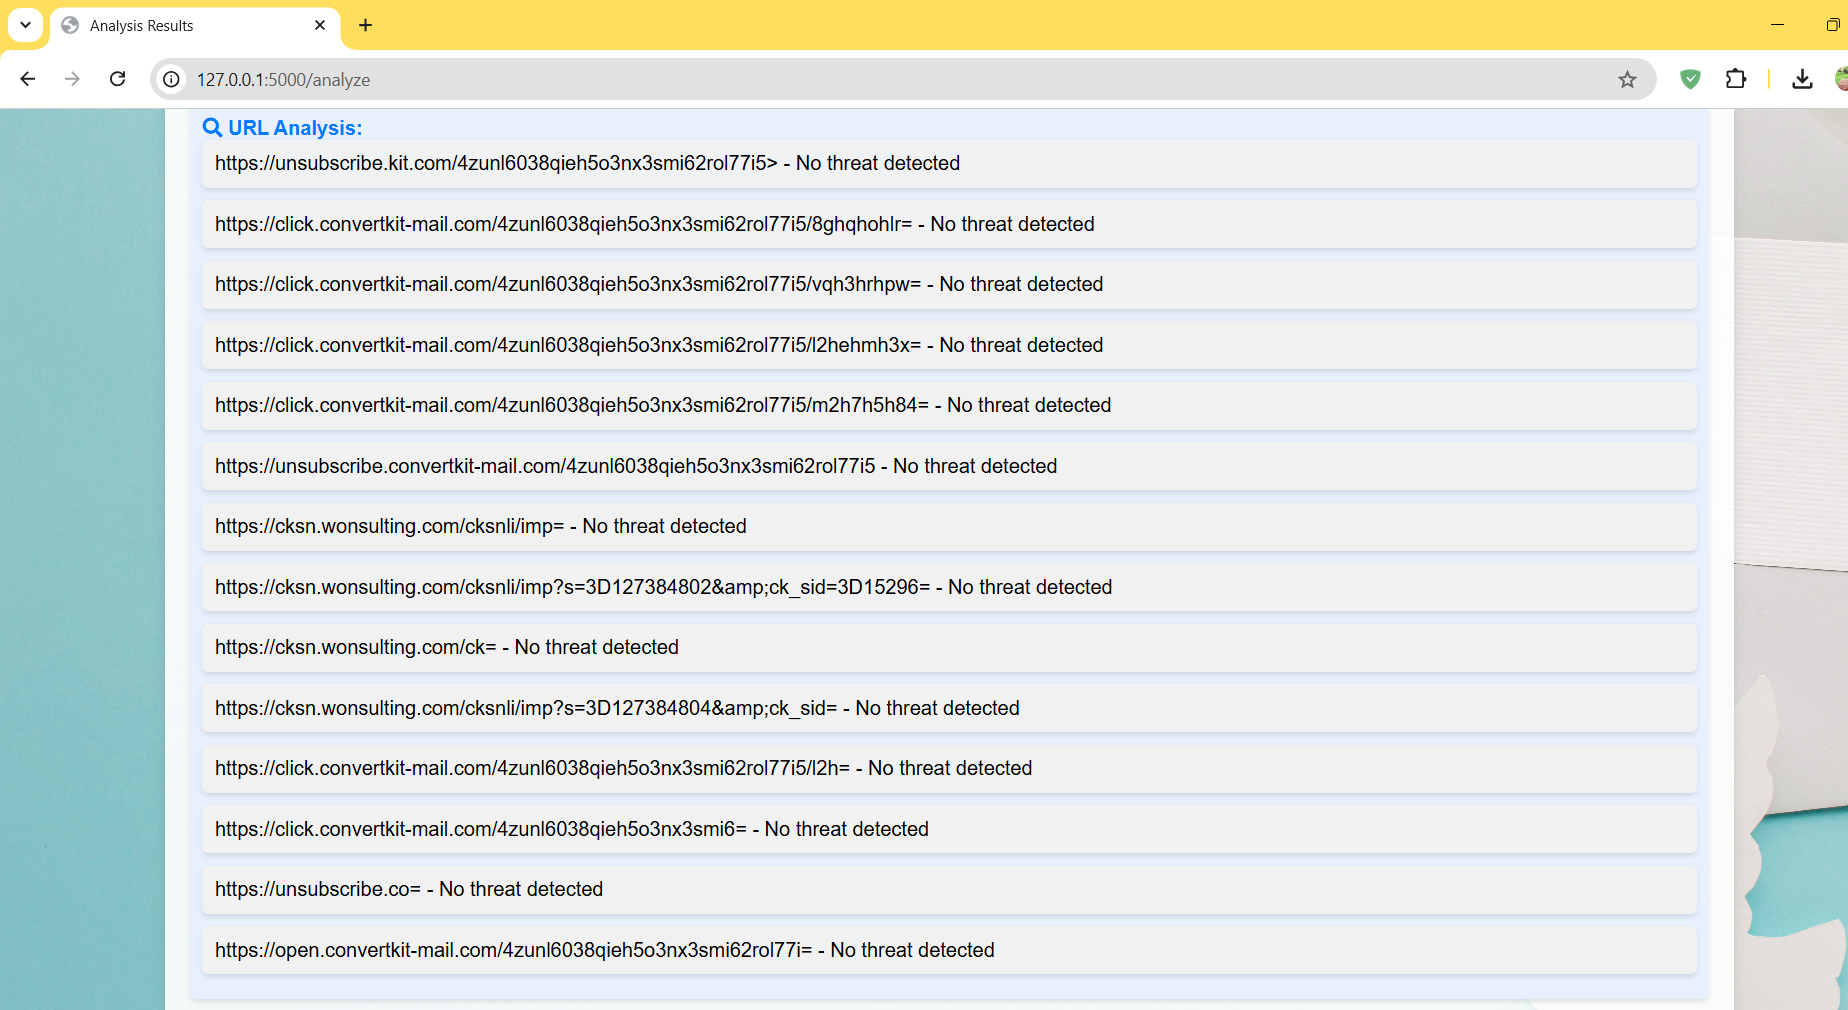 Analysis Results
127.0.0.1:5000/analyze
URL Analysis:
https://unsubscribe.kit.com/4zunl6038qieh5o3nx3smi62rol77i5> - No threat detected
https://click.convertkit-mail.com/4zunl6038qieh5o3nx3smi62rol77i5/8ghqhohlr= - No threat detected
https://click.convertkit-mail.com/4zunl6038qieh5o3nx3smi62rol77i5/vqh3hrhpw= - No threat detected
https://click.convertkit-mail.com/4zunl6038qieh5o3nx3smi62rol77i5/l2hehmh3x= - No threat detected
https://click.convertkit-mail.com/4zunl6038qieh5o3nx3smi62rol77i5/m2h7h5h84= - No threat detected
https://unsubscribe.convertkit-mail.com/4zunl6038qieh5o3nx3smi62rol77i5 - No threat detected
https://cksn.wonsulting.com/cksnli/imp= - No threat detected
https://cksn.wonsulting.com/cksnli/imp?s=3D127384802&amp;ck_sid=3D15296= - No threat detected
https://cksn.wonsulting.com/ck= - No threat detected
https://cksn.wonsulting.com/cksnli/imp?s=3D127384804&amp;ck_sid= - No threat detected
https://click.convertkit-mail.com/4zunl6038qieh5o3nx3smi62rol77i5/l2h= - No threat detected
https://click.convertkit-mail.com/4zunl6038qieh5o3nx3smi6= - No threat detected
https://unsubscribe.co= - No threat detected
https://open.convertkit-mail.com/4zunl6038qieh5o3nx3smi62rol77i= - No threat detected